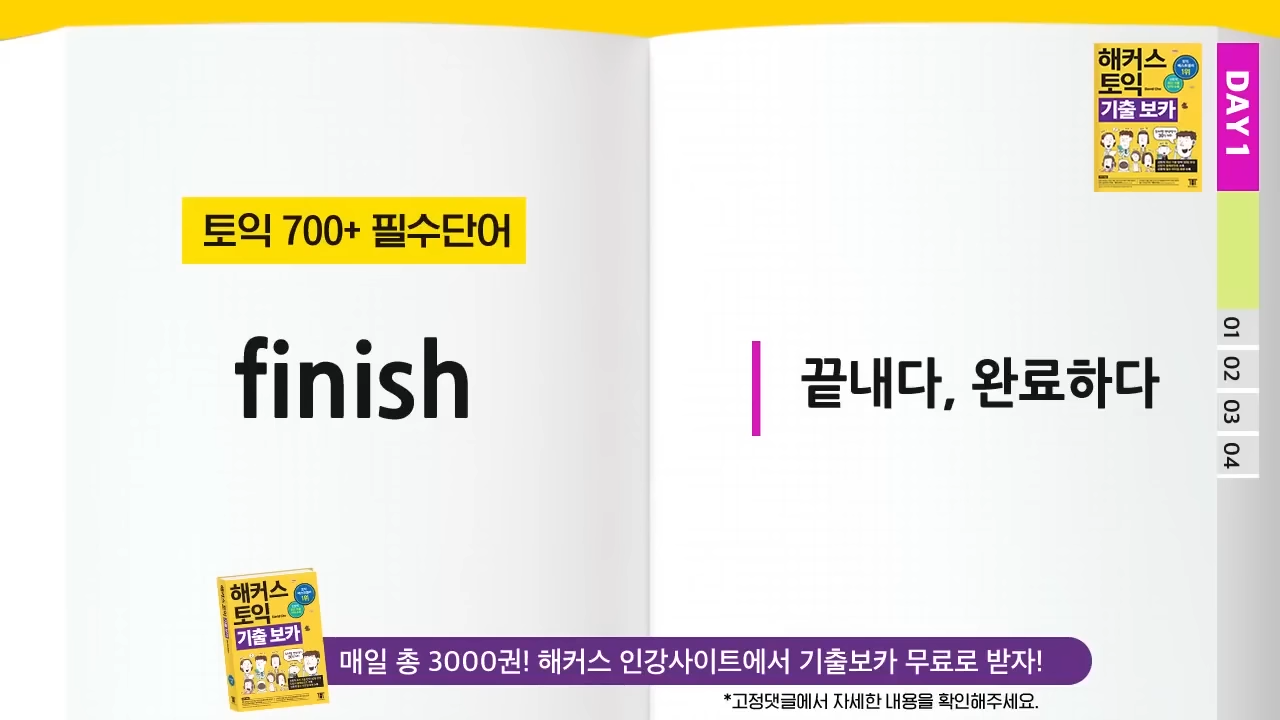 해커스
토익
기출 보카
1위
DAY 1
토익 700+ 필수단어
finish
끝내다, 완료하다
01
02
03
04
해커스
토익
기출 보카
1위
매일 총 3000권! 해커스 인강사이트에서 기출보카 무료로 받자!
*고정댓글에서 자세한 내용을 확인해주세요.